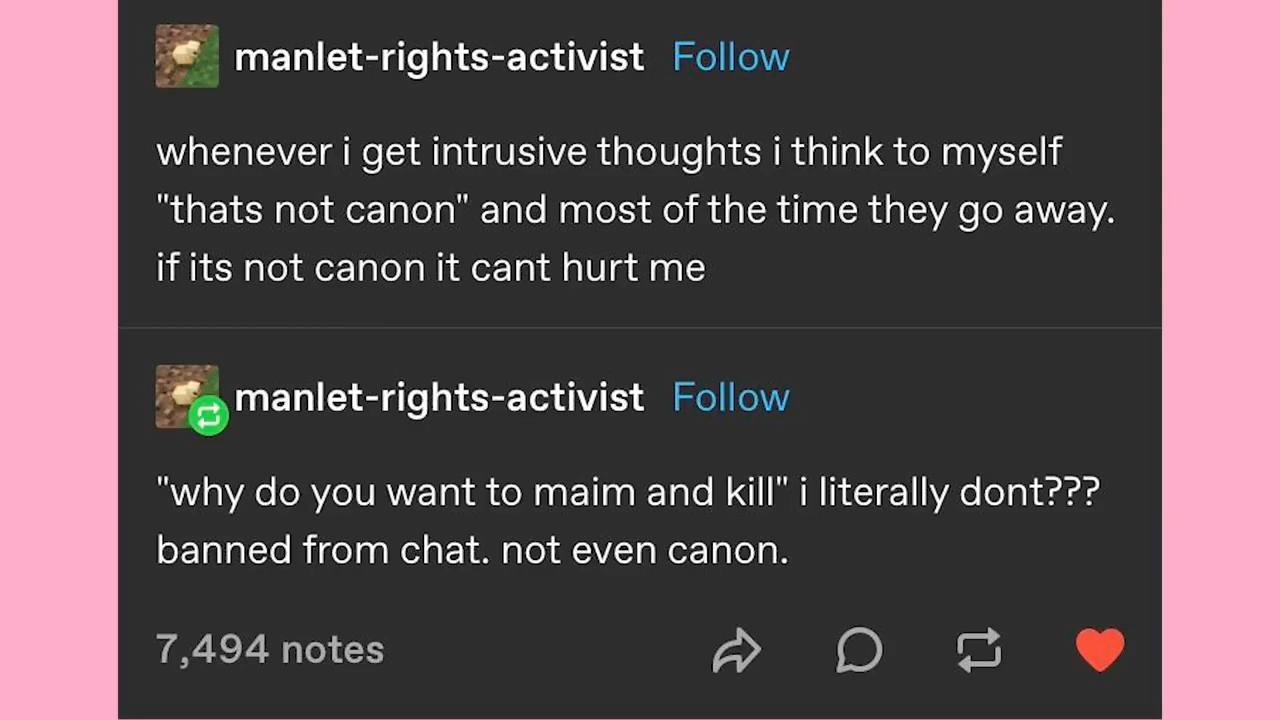 manlet-rights-activist Follow
whenever i get intrusive thoughts i think to myself
"thats not canon" and most of the time they go away.
if its not canon it cant hurt me
manlet-rights-activist Follow
"why do you want to maim and kill" i literally dont???
banned from chat. not even canon.
7,494 notes